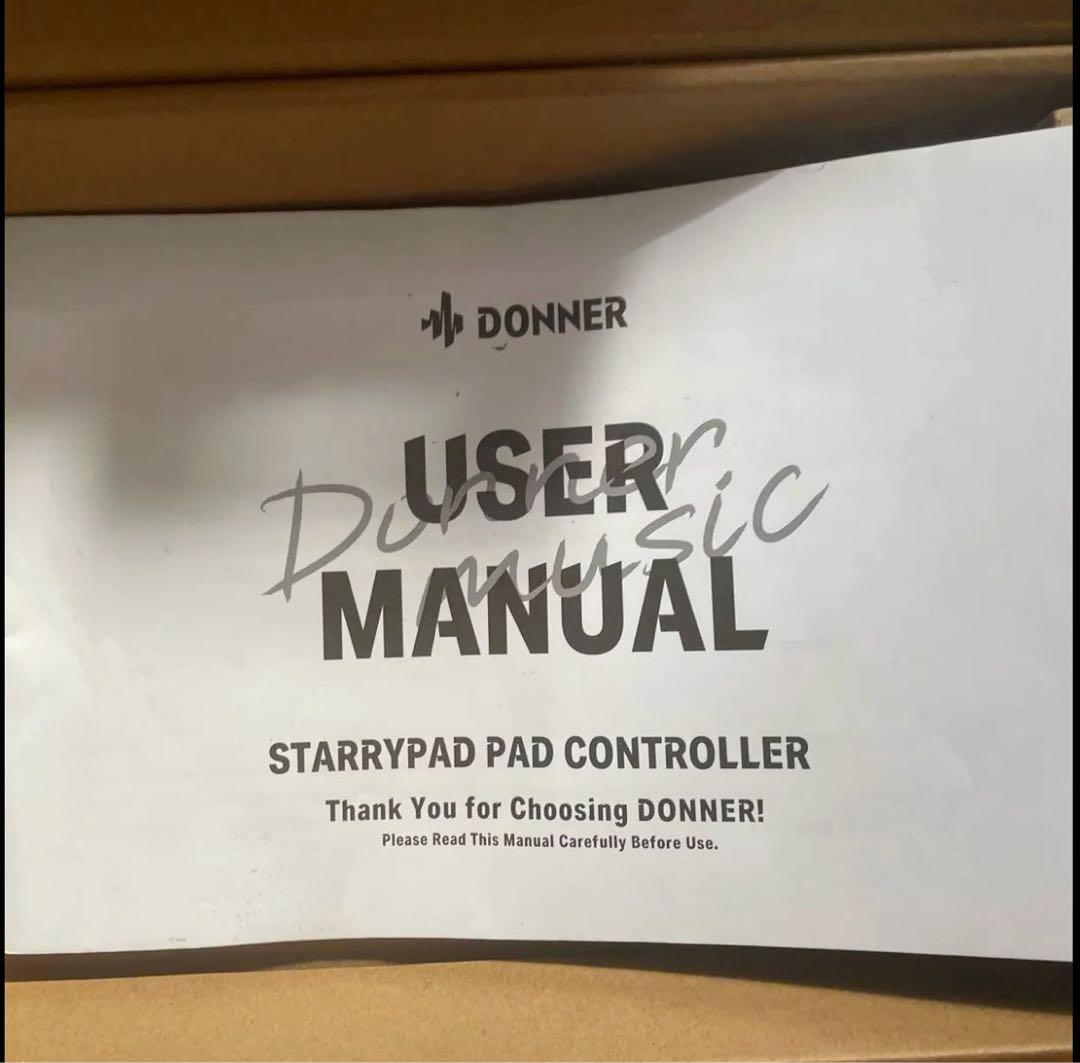 DONNER
USER
Donner
music
MANUAL
STARRYPAD PAD CONTROLLER
Thank You for Choosing DONNER!
Please Read This Manual Carefully Before Use.